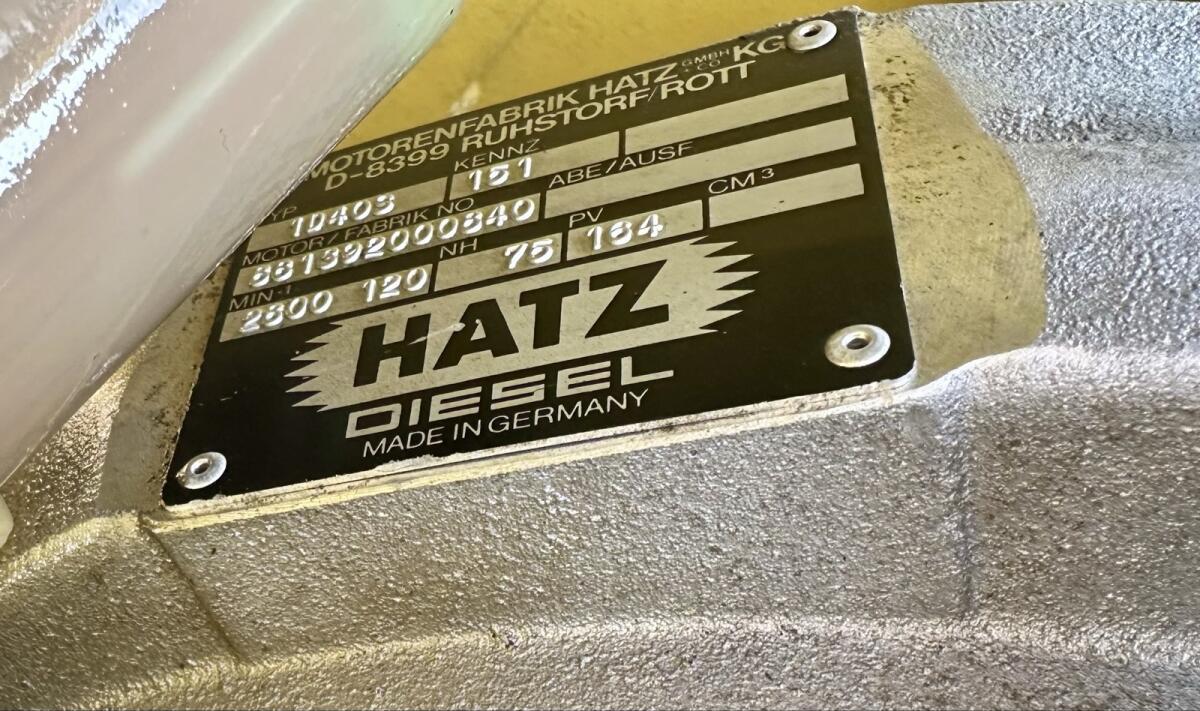 MOTORENFABRIK HATZ GMBH + CO KG
D-8399 RUHSTORF/ROTT
TYP KENNZ
1D40S 151
MOTOR/FABRIK NO ABE/AUSF
MIN-1 NH PV CM³
2600 120 75 164
HATZ
DIESEL
MADE IN GERMANY